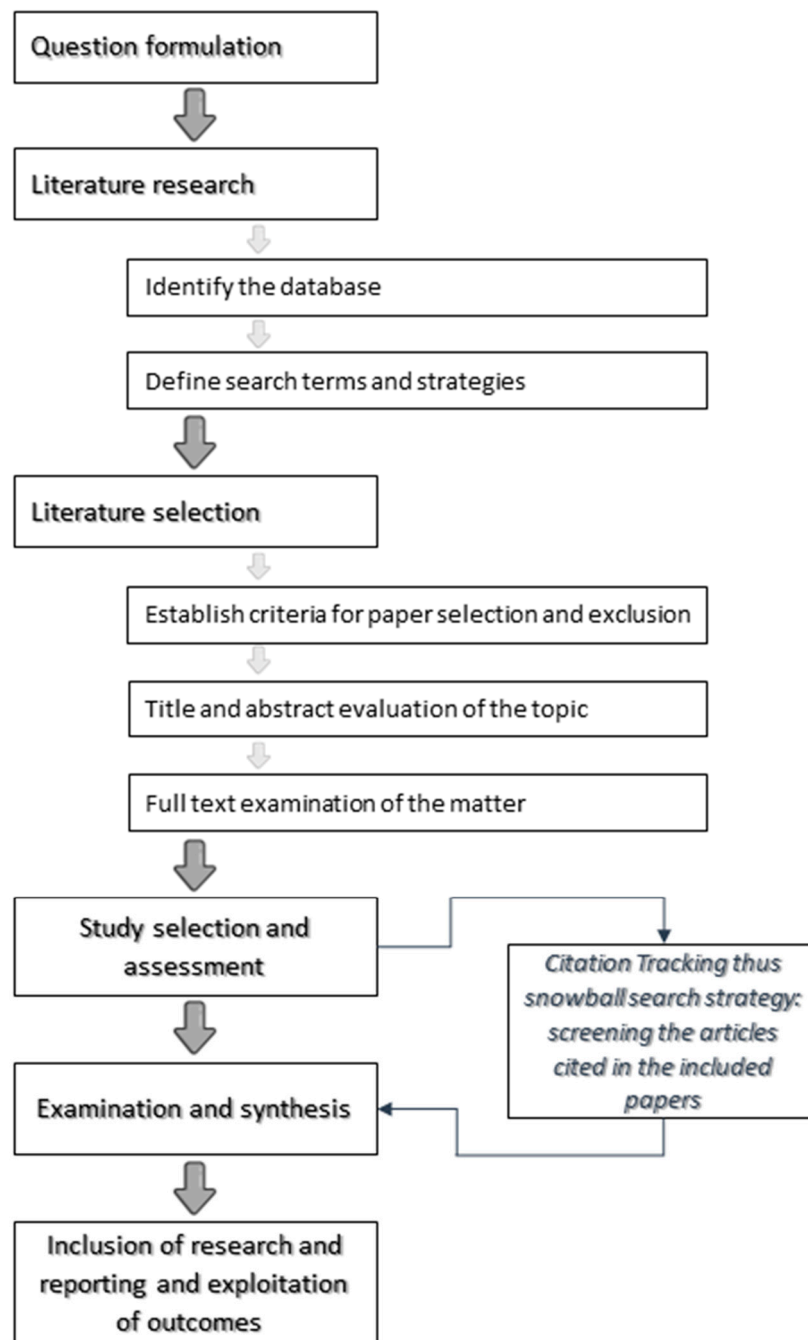 Question formulation
Literature research
Identify the database
Define search terms and strategies
Literature selection
Establish criteria for paper selection and exclusion
Title and abstract evaluation of the topic
Full text examination of the matter
Study selection and
assessment
Citation Tracking thus
snowball search strategy:
screening the articles
cited in the included
papers
Examination and synthesis
Inclusion of research and
reporting and exploitation
of outcomes